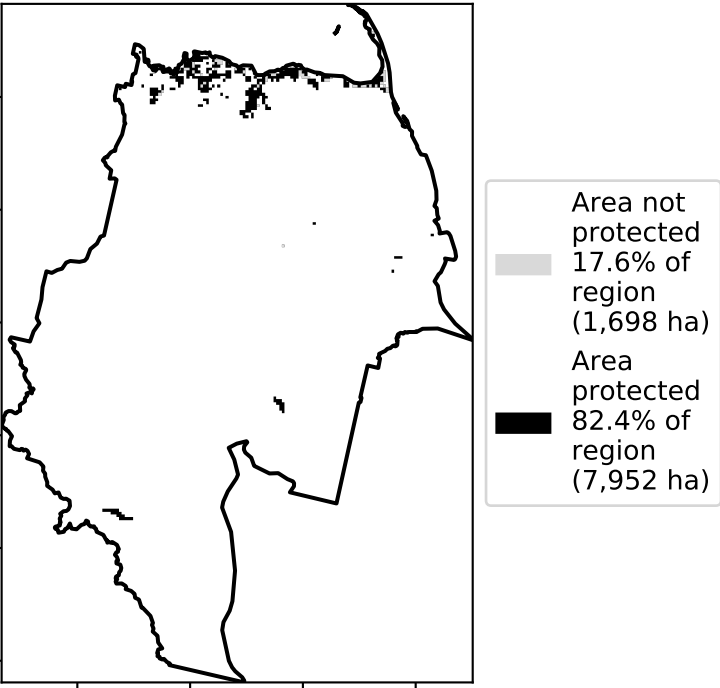 Area not
protected
17.6% of
region
(1,698 ha)
Area
protected
82.4% of
region
(7,952 ha)